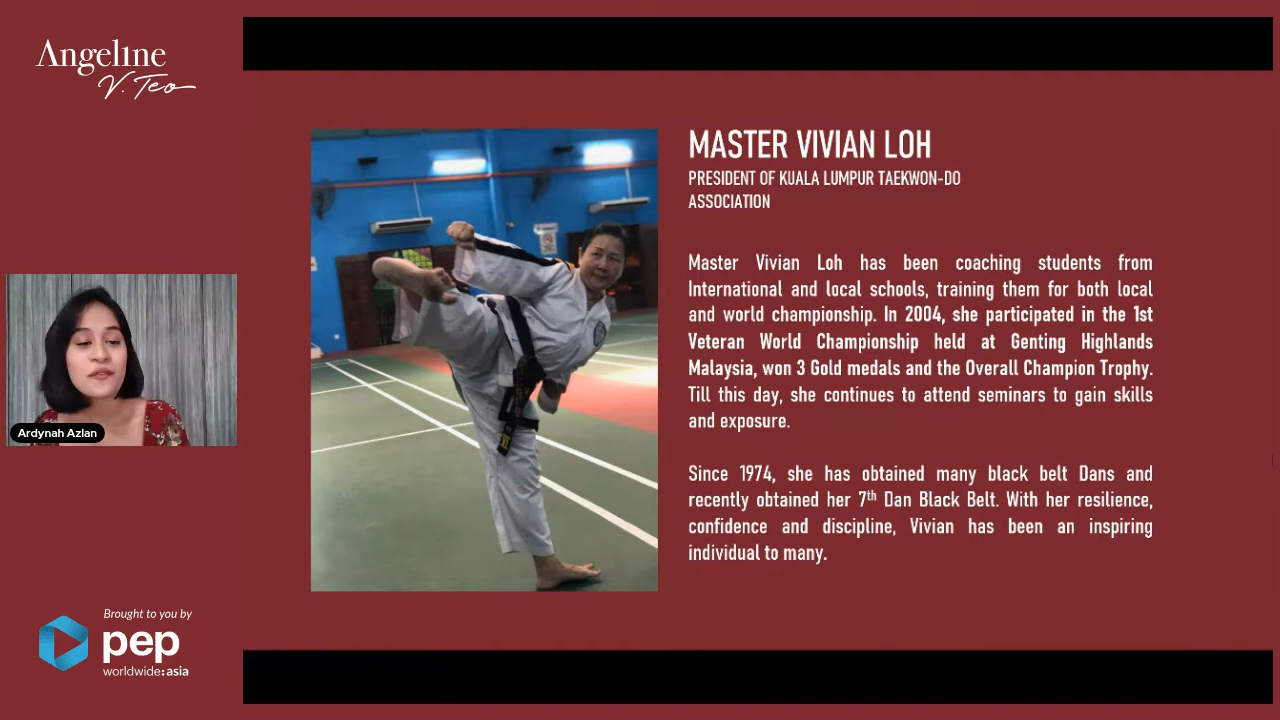 Angeline
V. Teo
MASTER VIVIAN LOH
PRESIDENT OF KUALA LUMPUR TAEKWON-DO
ASSOCIATION
Master Vivian Loh has been coaching students from
International and local schools, training them for both local
and world championship. In 2004, she participated in the 1st
Veteran World Championship held at Genting Highlands
Malaysia, won 3 Gold medals and the Overall Champion Trophy.
Till this day, she continues to attend seminars to gain skills
and exposure.
Since 1974, she has obtained many black belt Dans and
recently obtained her 7th Dan Black Belt. With her resilience,
confidence and discipline, Vivian has been an inspiring
individual to many.
Ardynah Azlan
Brought to you by
pep
worldwide:asia